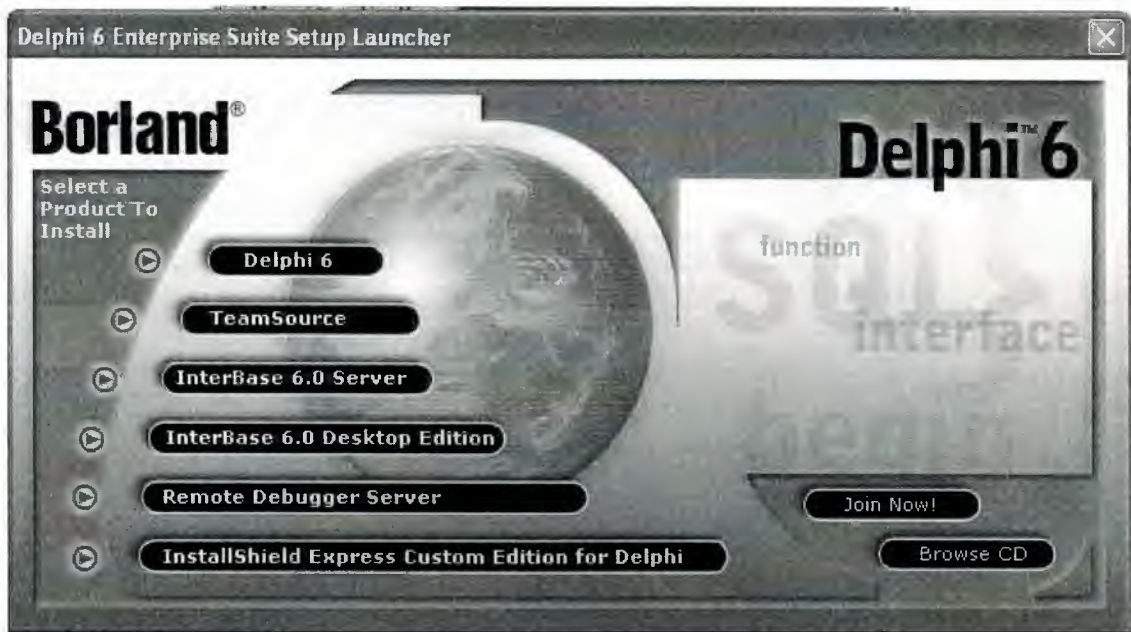 Delphi 6 Enterprise Suite Setup Launcher
Borland®
Delphi™ 6
Select a
Product To
Install
Delphi 6
TeamSource
InterBase 6.0 Server
InterBase 6.0 Desktop Edition
Remote Debugger Server
InstallShield Express Custom Edition for Delphi
function
SQL
interface
begin
Join Now!
Browse CD